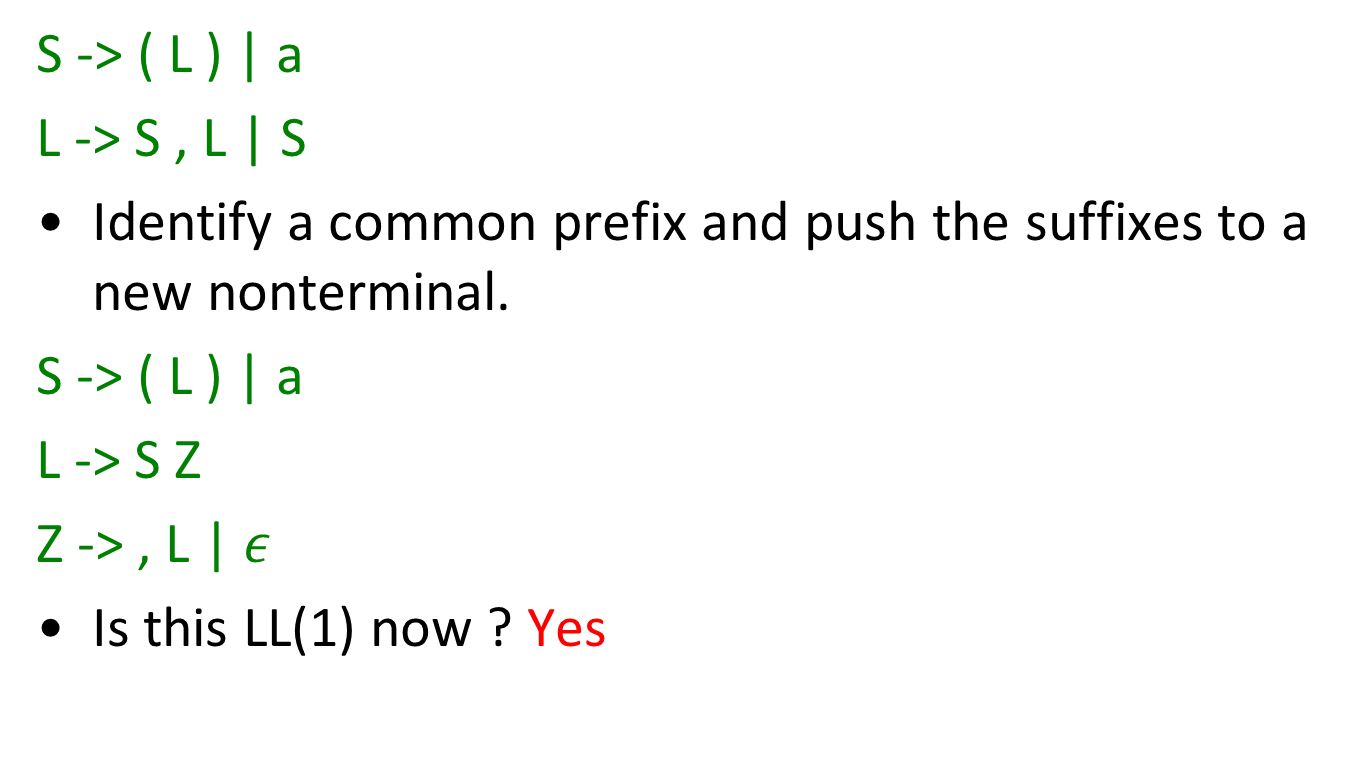 S -> ( L ) | a
L -> S , L | S
• Identify a common prefix and push the suffixes to a
new nonterminal.
S -> ( L ) | a
L -> S Z
Z -> , L | ϵ
• Is this LL(1) now ? Yes